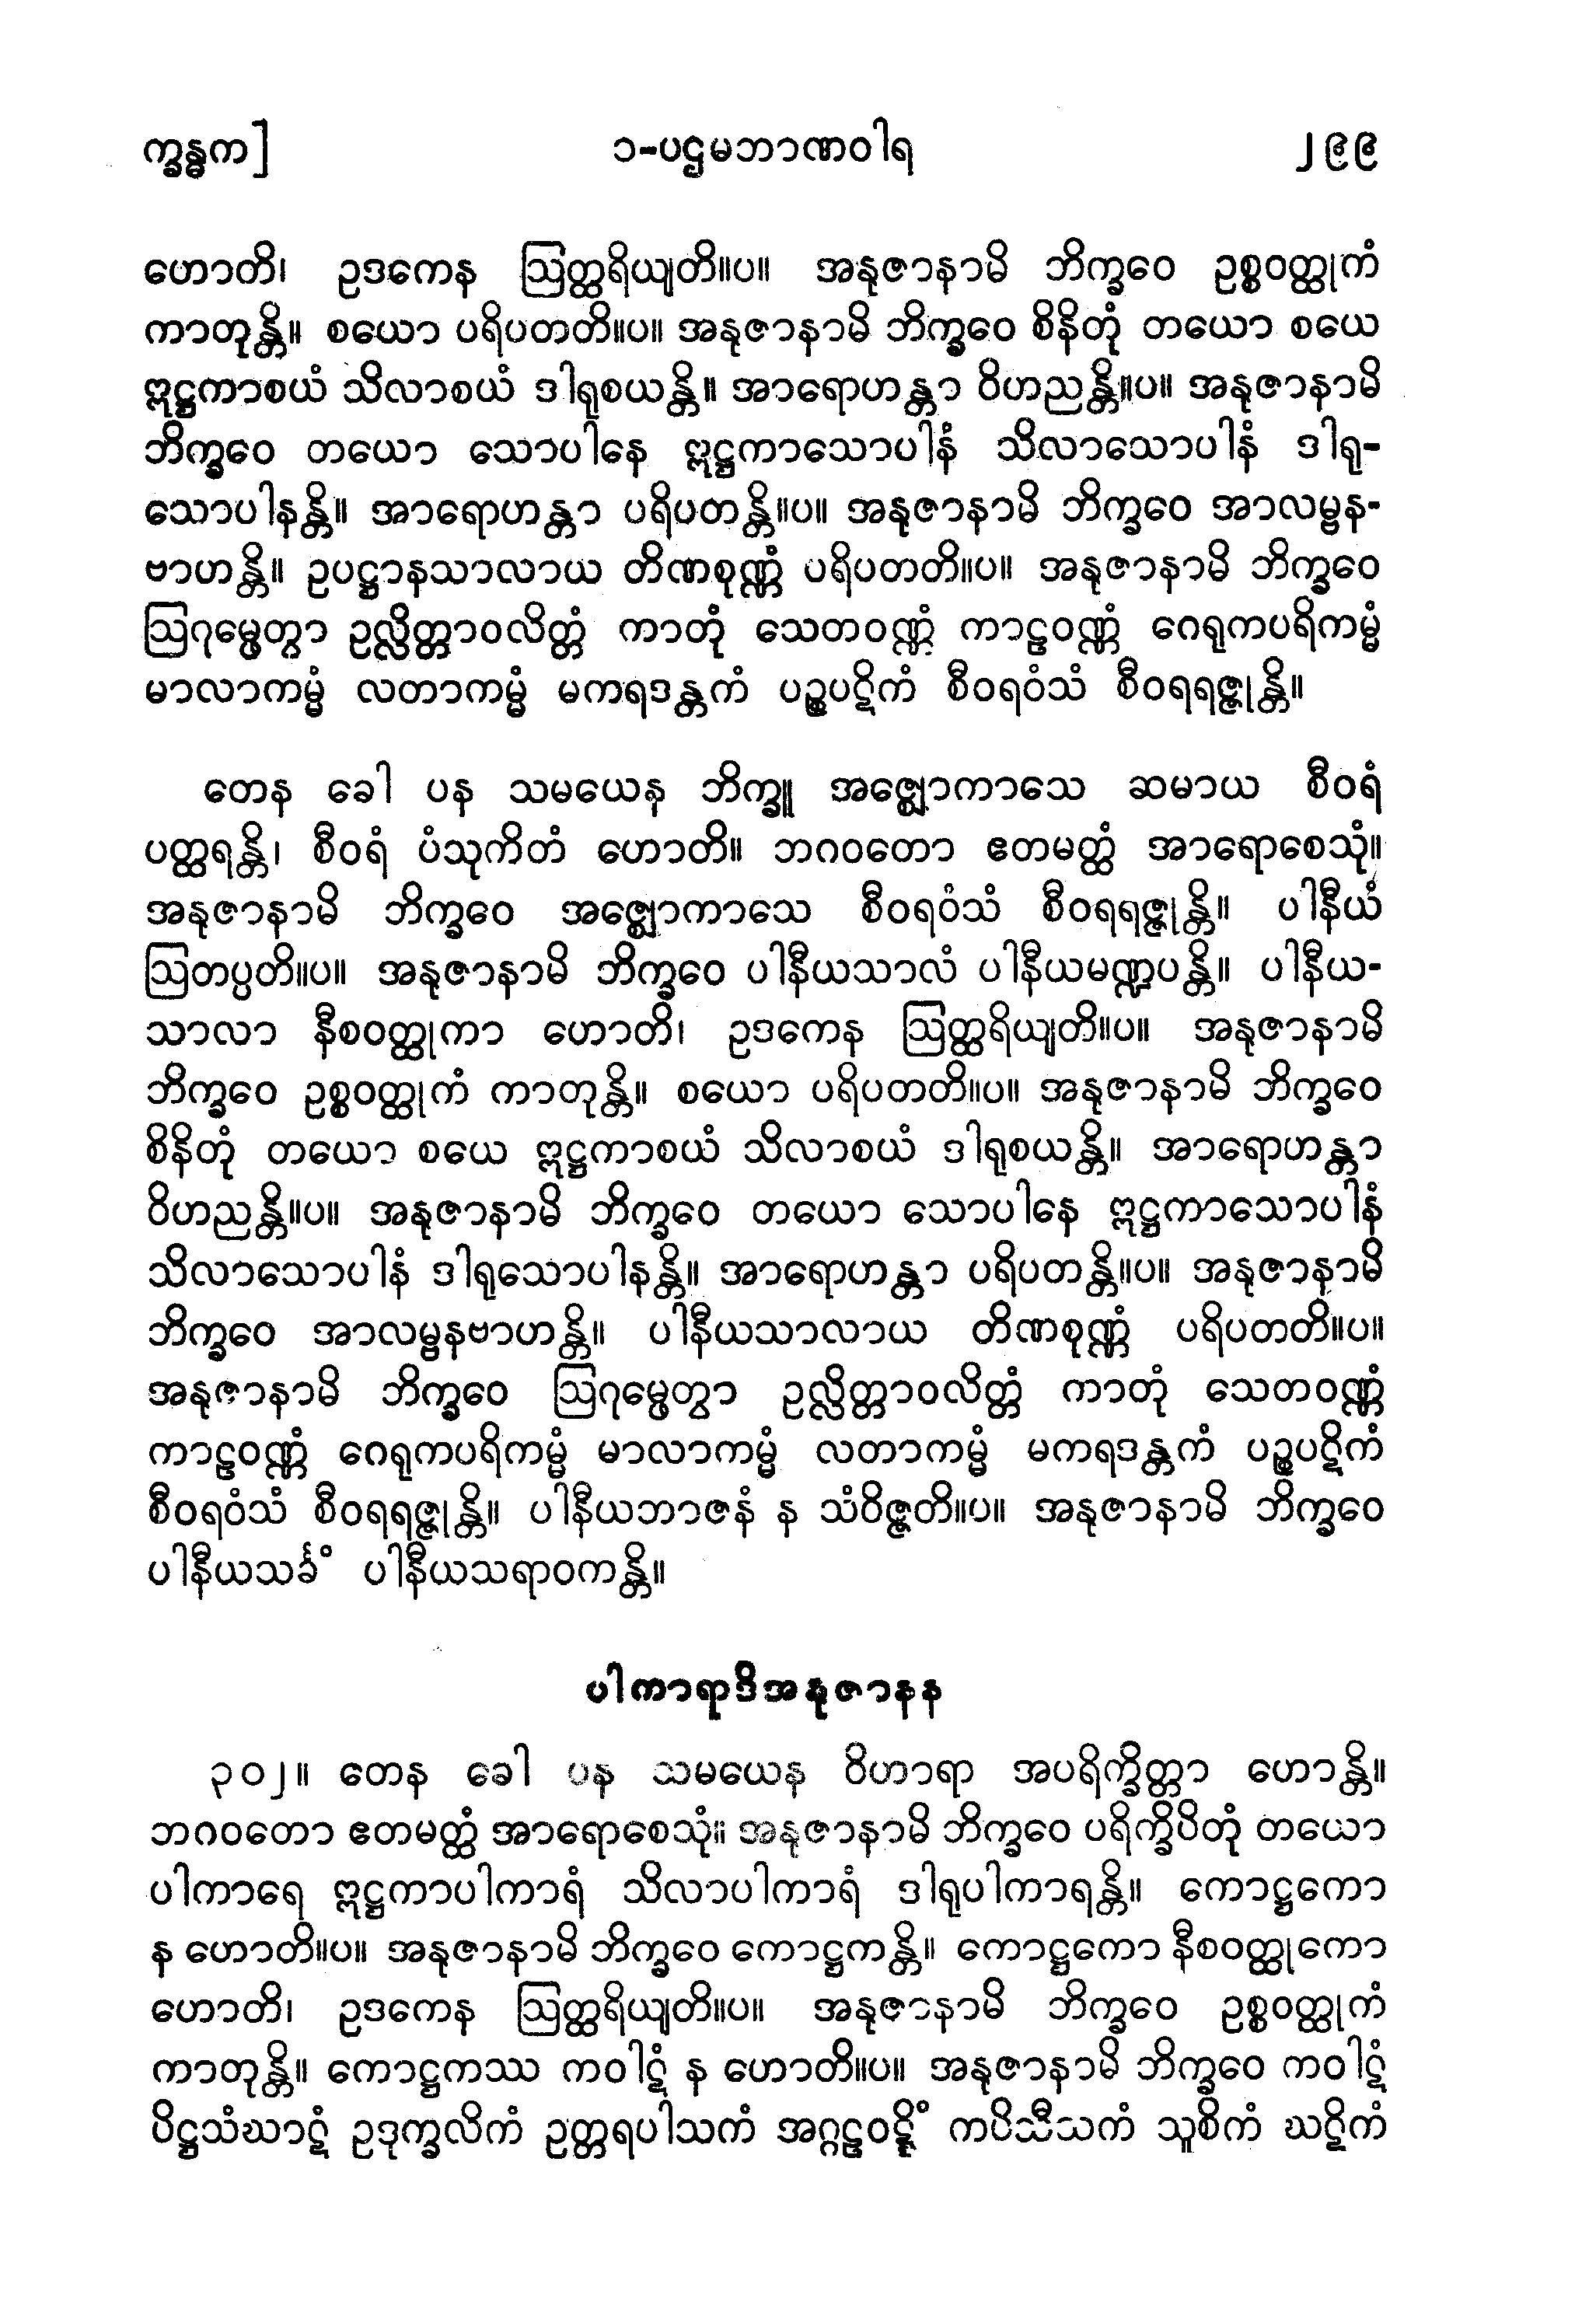 က္ခန္ဓက]
၁-ပဌမဘာဏဝါရ
၂၉၉
ဟောတိ၊ ဥဒကေန ဩတ္ထရိယျတိ။ပ။ အနုဇာနာမိ ဘိက္ခဝေ ဥစ္စဝတ္ထုကံ
ကာတုန္တိ။ စယော ပရိပတတိ။ပ။ အနုဇာနာမိ ဘိက္ခဝေ စိနိတုံ တယော စယေ
ဣဋ္ဌကာစယံ သိလာစယံ ဒါရုစယန္တိ။ အာရောဟန္တာ ဝိဟညန္တိ။ပ။ အနုဇာနာမိ
ဘိက္ခဝေ တယော သောပါနေ ဣဋ္ဌကာသောပါနံ သိလာသောပါနံ ဒါရု-
သောပါနန္တိ။ အာရောဟန္တာ ပရိပတန္တိ။ပ။ အနုဇာနာမိ ဘိက္ခဝေ အာလမ္ဗန-
ဗာဟန္တိ။ ဥပဋ္ဌာနသာလာယ တိဏစုဏ္ဏံ ပရိပတတိ။ပ။ အနုဇာနာမိ ဘိက္ခဝေ
ဩဂုမ္ဖေတွာ ဥလ္လိတ္တာဝလိတ္တံ ကာတုံ သေတဝဏ္ဏံ ကာဠဝဏ္ဏံ ဂေရုကပရိကမ္မံ
မာလာကမ္မံ လတာကမ္မံ မကရဒန္တကံ ပဉ္စပဋိကံ စီဝရဝံသံ စီဝရရဇ္ဇုန္တိ။
တေန ခေါ ပန သမယေန ဘိက္ခူ အဇ္ဈောကာသေ ဆမာယ စီဝရံ
ပတ္ထရန္တိ၊ စီဝရံ ပံသုကိတံ ဟောတိ။ ဘဂဝတော ဧတမတ္ထံ အာရောစေသုံ။
အနုဇာနာမိ ဘိက္ခဝေ အဇ္ဈောကာသေ စီဝရဝံသံ စီဝရရဇ္ဇုန္တိ။ ပါနီယံ
ဩတပ္ပတိ။ပ။ အနုဇာနာမိ ဘိက္ခဝေ ပါနီယသာလံ ပါနီယမဏ္ဍပန္တိ။ ပါနီယ-
သာလာ နီစဝတ္ထုကာ ဟောတိ၊ ဥဒကေန ဩတ္ထရိယျတိ။ပ။ အနုဇာနာမိ
ဘိက္ခဝေ ဥစ္စဝတ္ထုကံ ကာတုန္တိ။ စယော ပရိပတတိ။ပ။ အနုဇာနာမိ ဘိက္ခဝေ
စိနိတုံ တယော စယေ ဣဋ္ဌကာစယံ သိလာစယံ ဒါရုစယန္တိ။ အာရောဟန္တာ
ဝိဟညန္တိ။ပ။ အနုဇာနာမိ ဘိက္ခဝေ တယော သောပါနေ ဣဋ္ဌကာသောပါနံ
သိလာသောပါနံ ဒါရုသောပါနန္တိ။ အာရောဟန္တာ ပရိပတန္တိ။ပ။ အနုဇာနာမိ
ဘိက္ခဝေ အာလမ္ဗနဗာဟန္တိ။ ပါနီယသာလာယ တိဏစုဏ္ဏံ ပရိပတတိ။ပ။
အနုဇာနာမိ ဘိက္ခဝေ ဩဂုမ္ဖေတွာ ဥလ္လိတ္တာဝလိတ္တံ ကာတုံ သေတဝဏ္ဏံ
ကာဠဝဏ္ဏံ ဂေရုကပရိကမ္မံ မာလာကမ္မံ လတာကမ္မံ မကရဒန္တကံ ပဉ္စပဋိကံ
စီဝရဝံသံ စီဝရရဇ္ဇုန္တိ။ ပါနီယဘာဇနံ န သံဝိဇ္ဇတိ။ပ။ အနုဇာနာမိ ဘိက္ခဝေ
ပါနီယသင်္ခံ ပါနီယသရာဝကန္တိ။
ပါကာရာဒိအနုဇာနန
၃၀၂။ တေန ခေါ ပန သမယေန ဝိဟာရာ အပရိက္ခိတ္တာ ဟောန္တိ။
ဘဂဝတော ဧတမတ္ထံ အာရောစေသုံ။ အနုဇာနာမိ ဘိက္ခဝေ ပရိက္ခိပိတုံ တယော
ပါကာရေ ဣဋ္ဌကာပါကာရံ သိလာပါကာရံ ဒါရုပါကာရန္တိ။ ကောဋ္ဌကော
န ဟောတိ။ပ။ အနုဇာနာမိ ဘိက္ခဝေ ကောဋ္ဌကန္တိ။ ကောဋ္ဌကော နီစဝတ္ထုကော
ဟောတိ၊ ဥဒကေန ဩတ္ထရိယျတိ။ပ။ အနုဇာနာမိ ဘိက္ခဝေ ဥစ္စဝတ္ထုကံ
ကာတုန္တိ။ ကောဋ္ဌကဿ ကဝါဋံ န ဟောတိ။ပ။ အနုဇာနာမိ ဘိက္ခဝေ ကဝါဋံ
ပိဋ္ဌသံဃာဋံ ဥဒုက္ခလိကံ ဥတ္တရပါသကံ အဂ္ဂဠဝဋ္ဋိံ ကပိသီသကံ သူစိကံ ဃဋိကံ